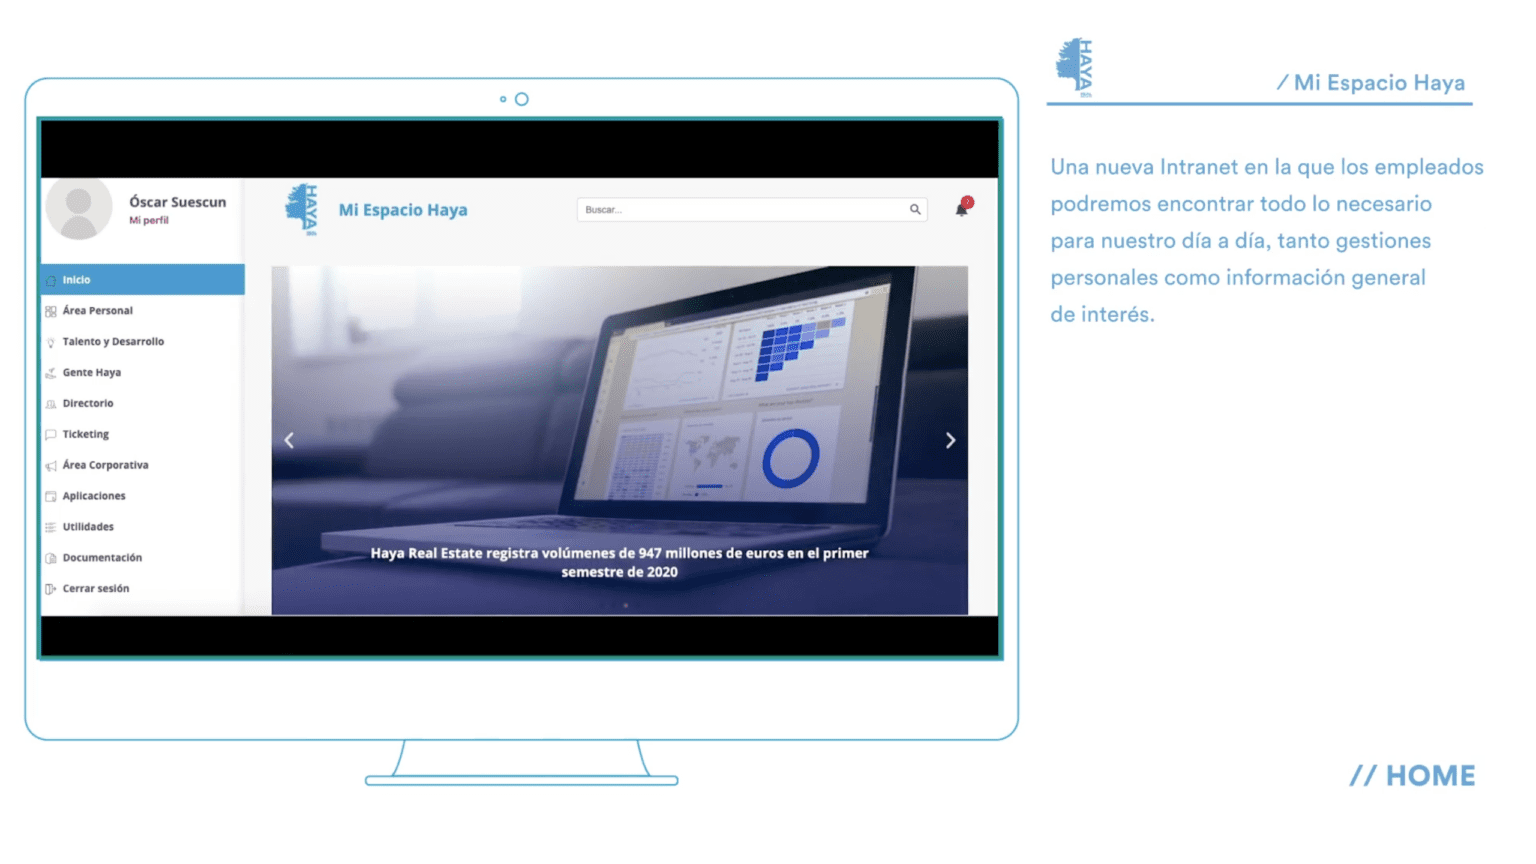 HAYA
/ Mi Espacio Haya
Una nueva Intranet en la que los empleados
podremos encontrar todo lo necesario
para nuestro día a día, tanto gestiones
personales como información general
de interés.
// HOME
Óscar Suescun
Mi perfil
Inicio
Área Personal
Talento y Desarrollo
Gente Haya
Directorio
Ticketing
Área Corporativa
Aplicaciones
Utilidades
Documentación
Cerrar sesión
HAYA
Mi Espacio Haya
Buscar...
Haya Real Estate registra volúmenes de 947 millones de euros en el primer
semestre de 2020